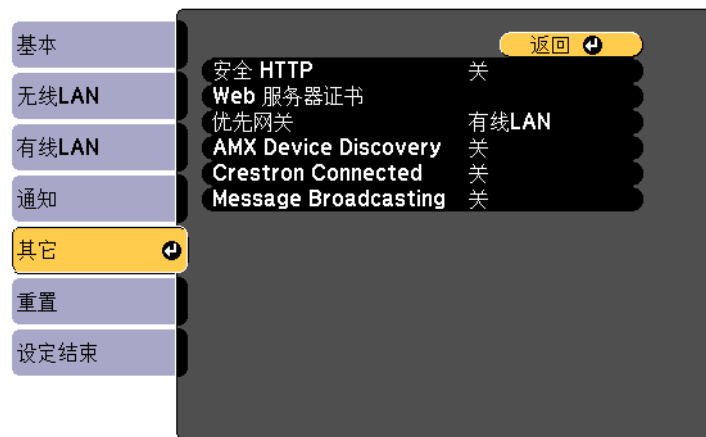 基本
无线LAN
有线LAN
通知
其它
重置
设定结束
返回
安全 HTTP 关
Web 服务器证书
优先网关 有线LAN
AMX Device Discovery 关
Crestron Connected 关
Message Broadcasting 关